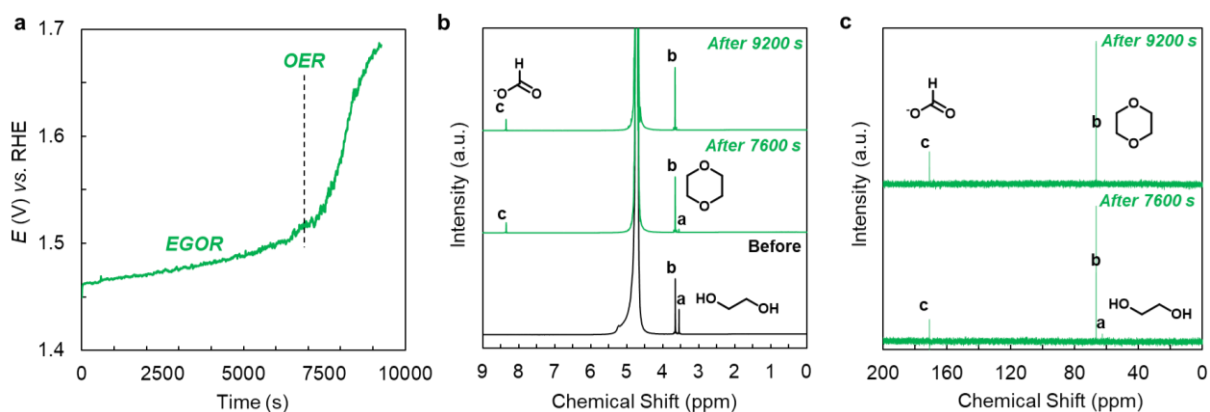 a
1.7
1.6
1.5
1.4
E (V) vs. RHE
OER
EGOR
0 2500 5000 7500 10000
Time (s)
b
Intensity (a.u.)
After 9200 s
H
-O O
c
b
After 7600 s
O
O
b
c
a
Before
b
a
HO OH
9 8 7 6 5 4 3 2 1 0
Chemical Shift (ppm)
c
Intensity (a.u.)
After 9200 s
H
-O O
O
O
b
c
After 7600 s
b
c
a
HO OH
200 160 120 80 40 0
Chemical Shift (ppm)